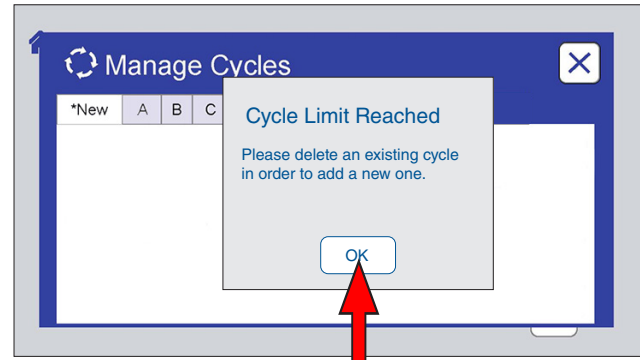 Manage Cycles
*New A B C
Cycle Limit Reached
Please delete an existing cycle
in order to add a new one.
OK